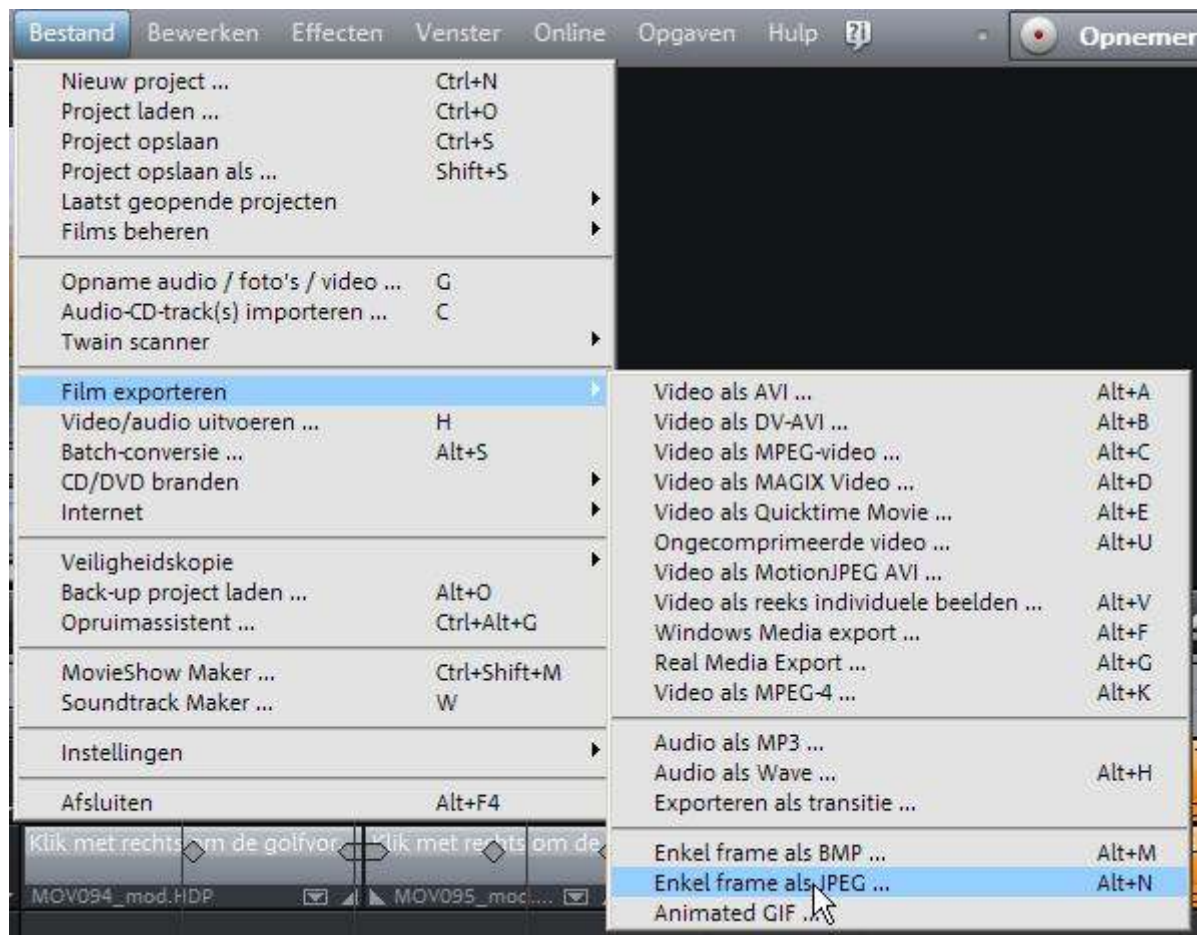 Bestand Bewerken Effecten Venster Online Opgaven Hulp Opnemer
Nieuw project ... Ctrl+N
Project laden ... Ctrl+O
Project opslaan Ctrl+S
Project opslaan als ... Shift+S
Laatst geopende projecten
Films beheren
Opname audio / foto's / video ... G
Audio-CD-track(s) importeren ... C
Twain scanner
Film exporteren
Video/audio uitvoeren ... H
Batch-conversie ... Alt+S
CD/DVD branden
Internet
Veiligheidskopie
Back-up project laden ... Alt+O
Opruimassistent ... Ctrl+Alt+G
MovieShow Maker ... Ctrl+Shift+M
Soundtrack Maker ... W
Instellingen
Afsluiten Alt+F4
Video als AVI ... Alt+A
Video als DV-AVI ... Alt+B
Video als MPEG-video ... Alt+C
Video als MAGIX Video ... Alt+D
Video als Quicktime Movie ... Alt+E
Ongecomprimeerde video ... Alt+U
Video als MotionJPEG AVI ...
Video als reeks individuele beelden ... Alt+V
Windows Media export ... Alt+F
Real Media Export ... Alt+G
Video als MPEG-4 ... Alt+K
Audio als MP3 ...
Audio als Wave ... Alt+H
Exporteren als transitie ...
Enkel frame als BMP ... Alt+M
Enkel frame als JPEG ... Alt+N
Animated GIF ...
Klik met rechts om de golfvor Klik met rechts om de
MOV094_mod.HDP MOV095_mod....